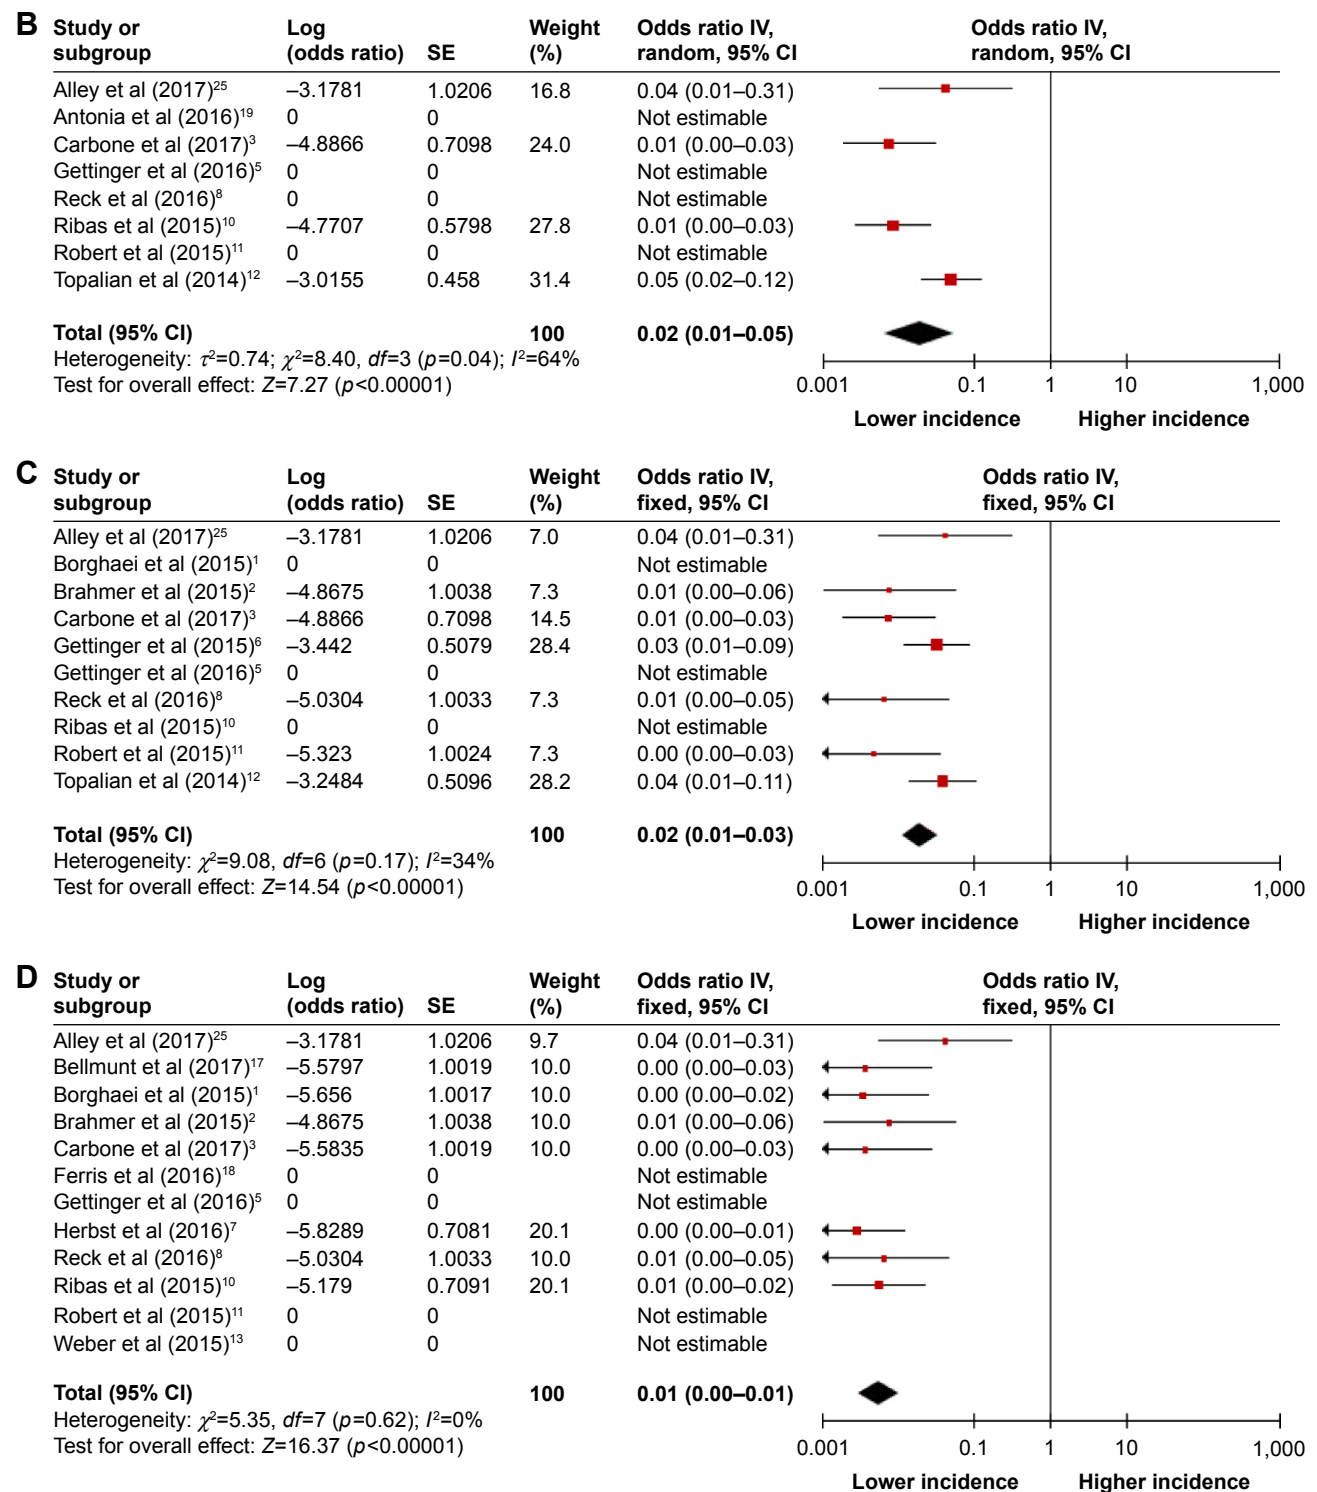 B Study or subgroup Log (odds ratio) SE Weight (%) Odds ratio IV, random, 95% CI Odds ratio IV, random, 95% CI
Alley et al (2017)25 –3.1781 1.0206 16.8 0.04 (0.01–0.31)
Antonia et al (2016)19 0 0 Not estimable
Carbone et al (2017)3 –4.8866 0.7098 24.0 0.01 (0.00–0.03)
Gettinger et al (2016)5 0 0 Not estimable
Reck et al (2016)8 0 0 Not estimable
Ribas et al (2015)10 –4.7707 0.5798 27.8 0.01 (0.00–0.03)
Robert et al (2015)11 0 0 Not estimable
Topalian et al (2014)12 –3.0155 0.458 31.4 0.05 (0.02–0.12)
Total (95% CI) 100 0.02 (0.01–0.05)
Heterogeneity: τ2=0.74; χ2=8.40, df=3 (p=0.04); I2=64%
Test for overall effect: Z=7.27 (p<0.00001)
0.001 0.1 1 10 1,000
Lower incidence Higher incidence
C Study or subgroup Log (odds ratio) SE Weight (%) Odds ratio IV, fixed, 95% CI Odds ratio IV, fixed, 95% CI
Alley et al (2017)25 –3.1781 1.0206 7.0 0.04 (0.01–0.31)
Borghaei et al (2015)1 0 0 Not estimable
Brahmer et al (2015)2 –4.8675 1.0038 7.3 0.01 (0.00–0.06)
Carbone et al (2017)3 –4.8866 0.7098 14.5 0.01 (0.00–0.03)
Gettinger et al (2015)6 –3.442 0.5079 28.4 0.03 (0.01–0.09)
Gettinger et al (2016)5 0 0 Not estimable
Reck et al (2016)8 –5.0304 1.0033 7.3 0.01 (0.00–0.05)
Ribas et al (2015)10 0 0 Not estimable
Robert et al (2015)11 –5.323 1.0024 7.3 0.00 (0.00–0.03)
Topalian et al (2014)12 –3.2484 0.5096 28.2 0.04 (0.01–0.11)
Total (95% CI) 100 0.02 (0.01–0.03)
Heterogeneity: χ2=9.08, df=6 (p=0.17); I2=34%
Test for overall effect: Z=14.54 (p<0.00001)
0.001 0.1 1 10 1,000
Lower incidence Higher incidence
D Study or subgroup Log (odds ratio) SE Weight (%) Odds ratio IV, fixed, 95% CI Odds ratio IV, fixed, 95% CI
Alley et al (2017)25 –3.1781 1.0206 9.7 0.04 (0.01–0.31)
Bellmunt et al (2017)17 –5.5797 1.0019 10.0 0.00 (0.00–0.03)
Borghaei et al (2015)1 –5.656 1.0017 10.0 0.00 (0.00–0.02)
Brahmer et al (2015)2 –4.8675 1.0038 10.0 0.01 (0.00–0.06)
Carbone et al (2017)3 –5.5835 1.0019 10.0 0.00 (0.00–0.03)
Ferris et al (2016)18 0 0 Not estimable
Gettinger et al (2016)5 0 0 Not estimable
Herbst et al (2016)7 –5.8289 0.7081 20.1 0.00 (0.00–0.01)
Reck et al (2016)8 –5.0304 1.0033 10.0 0.01 (0.00–0.05)
Ribas et al (2015)10 –5.179 0.7091 20.1 0.01 (0.00–0.02)
Robert et al (2015)11 0 0 Not estimable
Weber et al (2015)13 0 0 Not estimable
Total (95% CI) 100 0.01 (0.00–0.01)
Heterogeneity: χ2=5.35, df=7 (p=0.62); I2=0%
Test for overall effect: Z=16.37 (p<0.00001)
0.001 0.1 1 10 1,000
Lower incidence Higher incidence